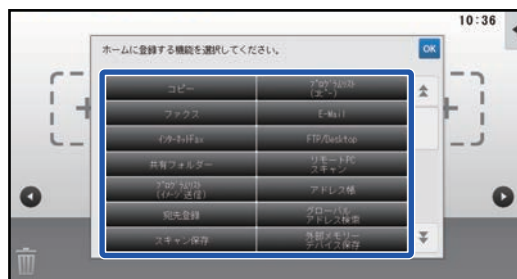 10:36
ホームに登録する機能を選択してください。
OK
コピー
ﾌﾟﾛｸﾞﾗﾑﾘｽﾄ
(ｺﾋﾟｰ)
ファクス
E-Mail
ｲﾝﾀｰﾈｯﾄFax
FTP/Desktop
共有フォルダー
リモートPC
スキャン
ﾌﾟﾛｸﾞﾗﾑﾘｽﾄ
(ｲﾒｰｼﾞ送信)
アドレス帳
宛先登録
グローバル
アドレス検索
スキャン保存
外部メモリー
デバイス保存